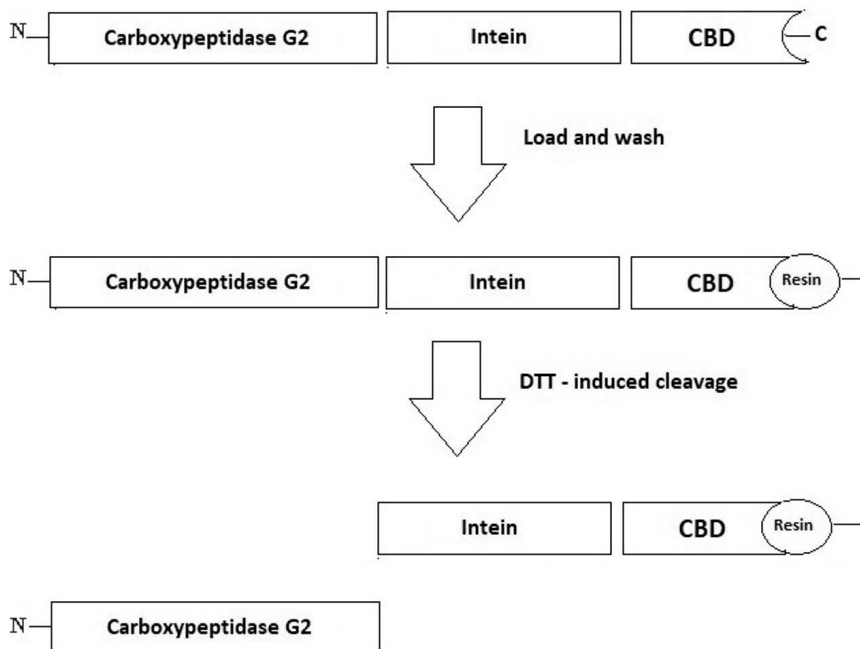 N Carboxypeptidase G2 Intein CBD C
Load and wash
N Carboxypeptidase G2 Intein CBD Resin
DTT - induced cleavage
Intein CBD Resin
N Carboxypeptidase G2